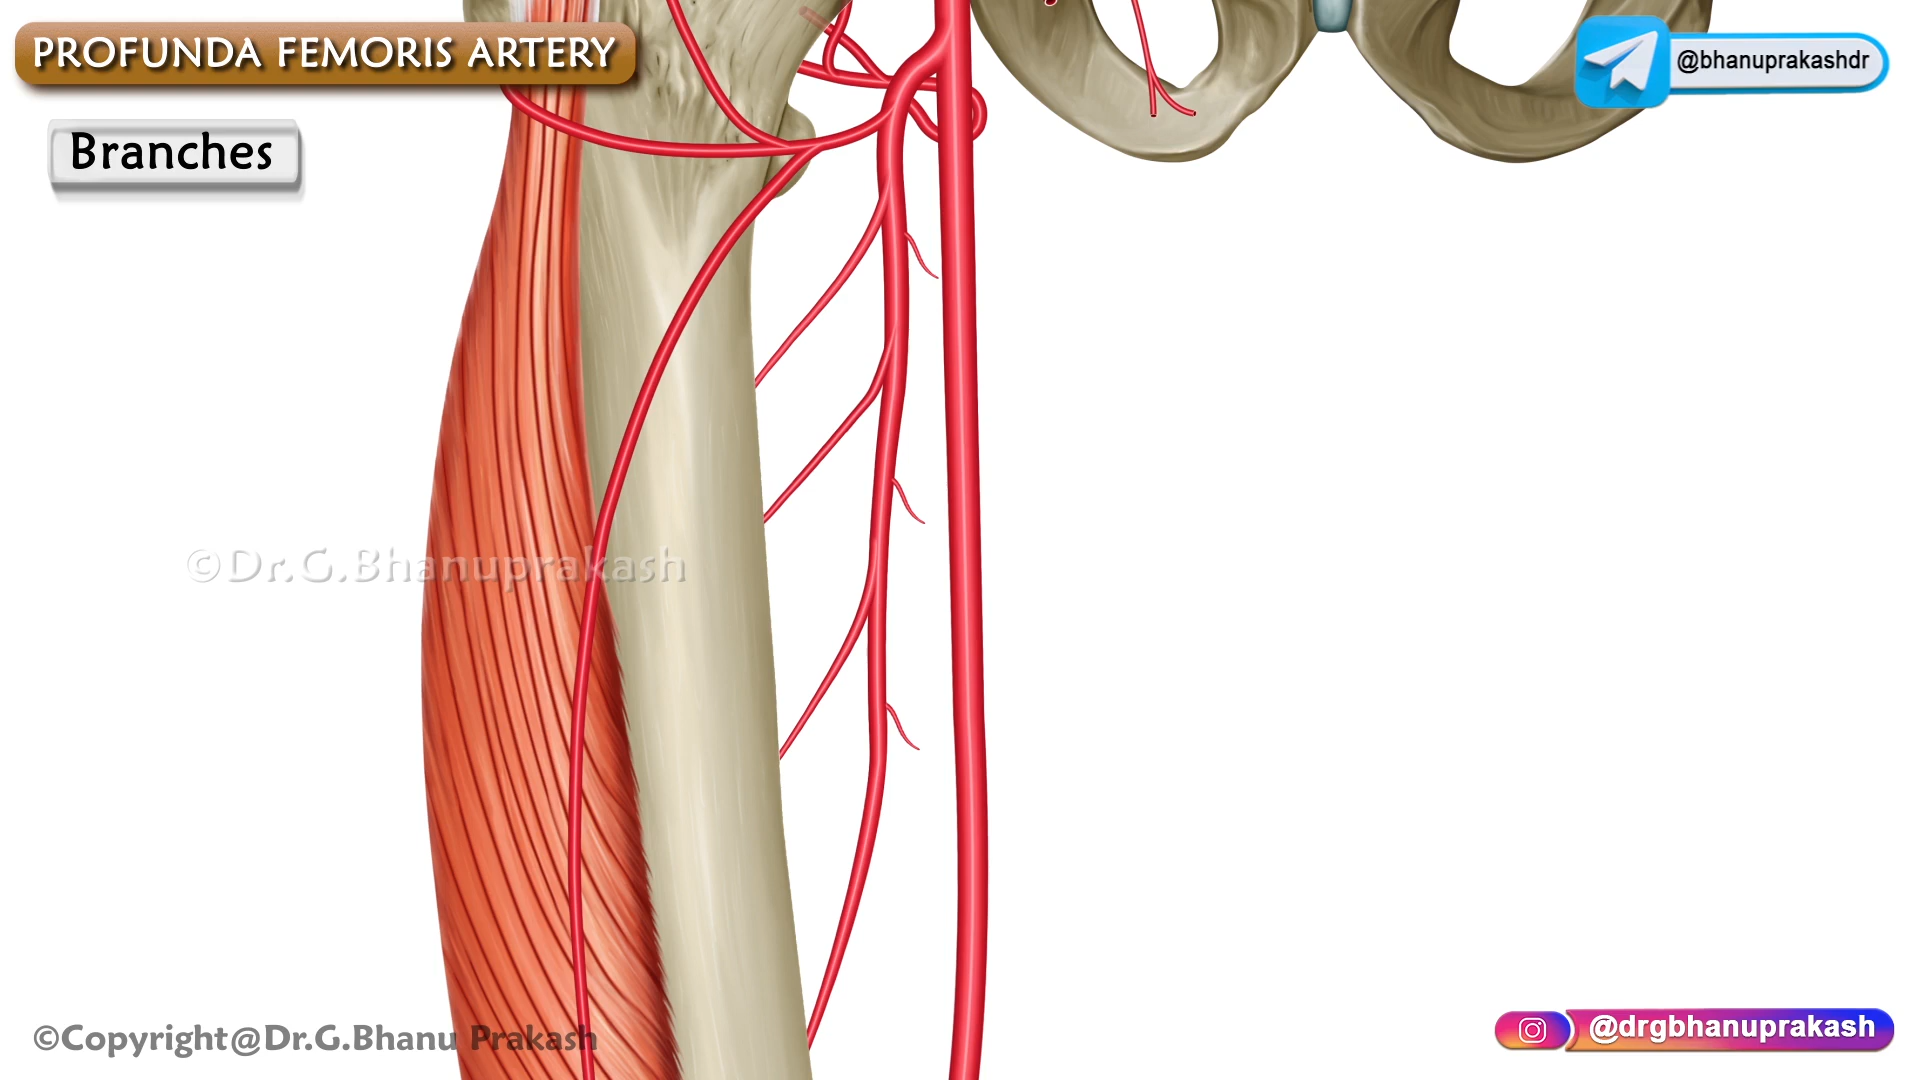 PROFUNDA FEMORIS ARTERY
@bhanuprakashdr
Branches
©Dr.G.Bhanuprakash
©Copyright@Dr.G.Bhanu Prakash
@drgbhanuprakash